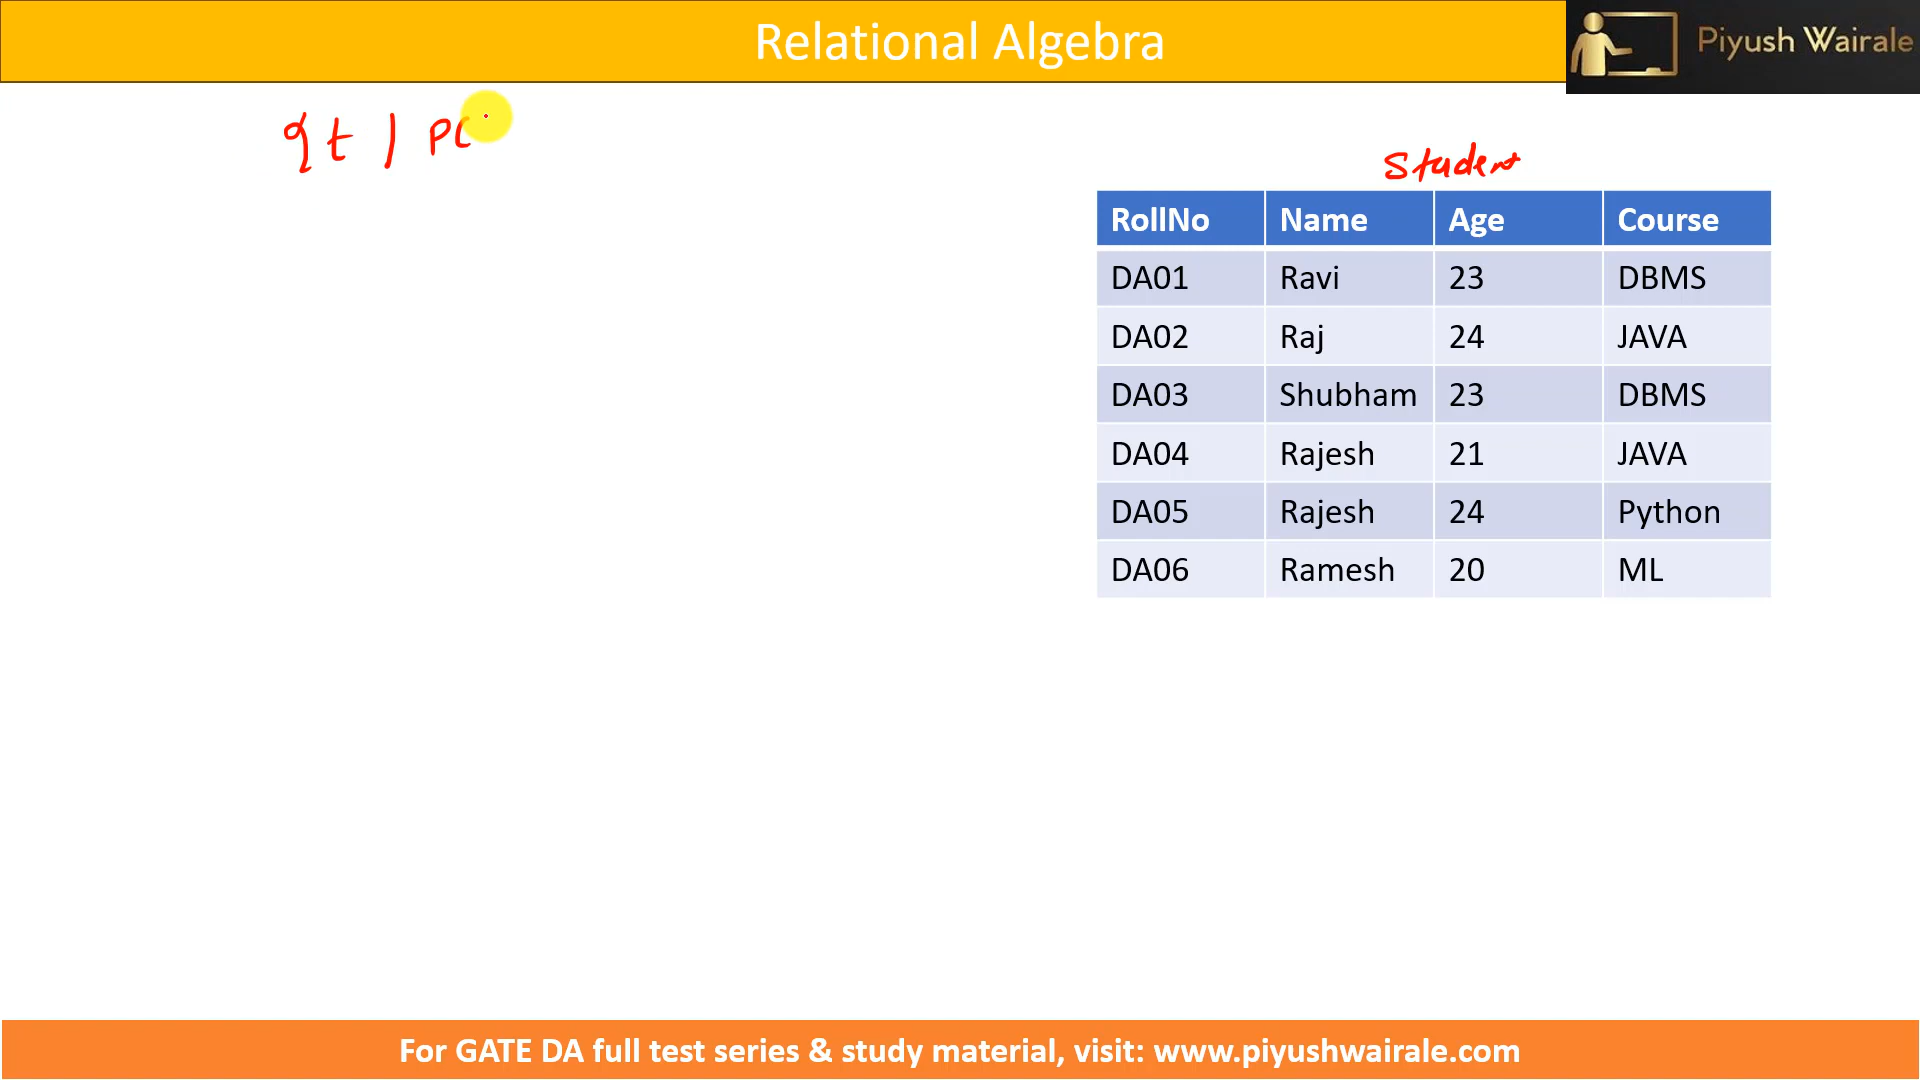 Relational Algebra
Piyush Wairale
{ t | P(
Student
RollNo Name Age Course
DA01 Ravi 23 DBMS
DA02 Raj 24 JAVA
DA03 Shubham 23 DBMS
DA04 Rajesh 21 JAVA
DA05 Rajesh 24 Python
DA06 Ramesh 20 ML
For GATE DA full test series & study material, visit: www.piyushwairale.com